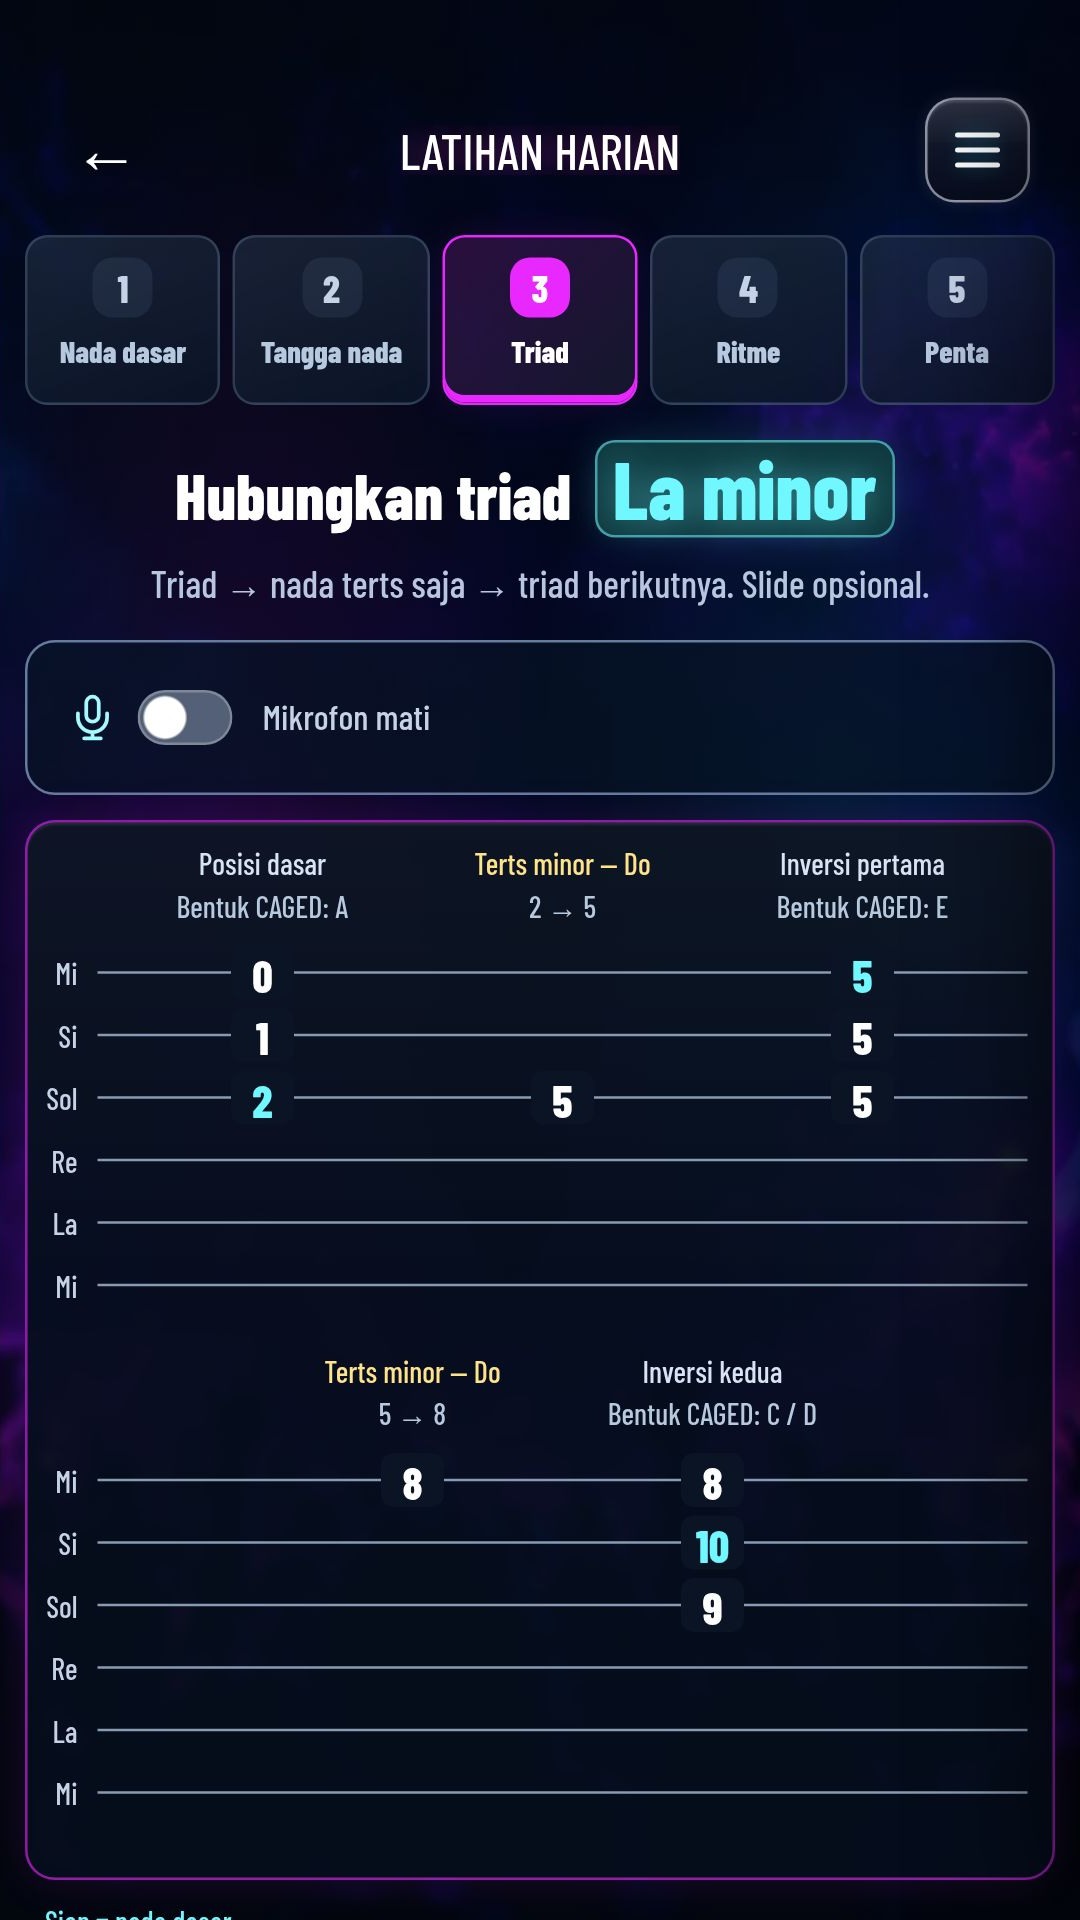 ←
LATIHAN HARIAN
1
Nada dasar
2
Tangga nada
3
Triad
4
Ritme
5
Penta
Hubungkan triad La minor
Triad → nada terts saja → triad berikutnya. Slide opsional.
Mikrofon mati
Posisi dasar
Bentuk CAGED: A
Terts minor – Do
2 → 5
Inversi pertama
Bentuk CAGED: E
Mi 0 5
Si 1 5
Sol 2 5 5
Re
La
Mi
Terts minor – Do
5 → 8
Inversi kedua
Bentuk CAGED: C / D
Mi 8 8
Si 10
Sol 9
Re
La
Mi